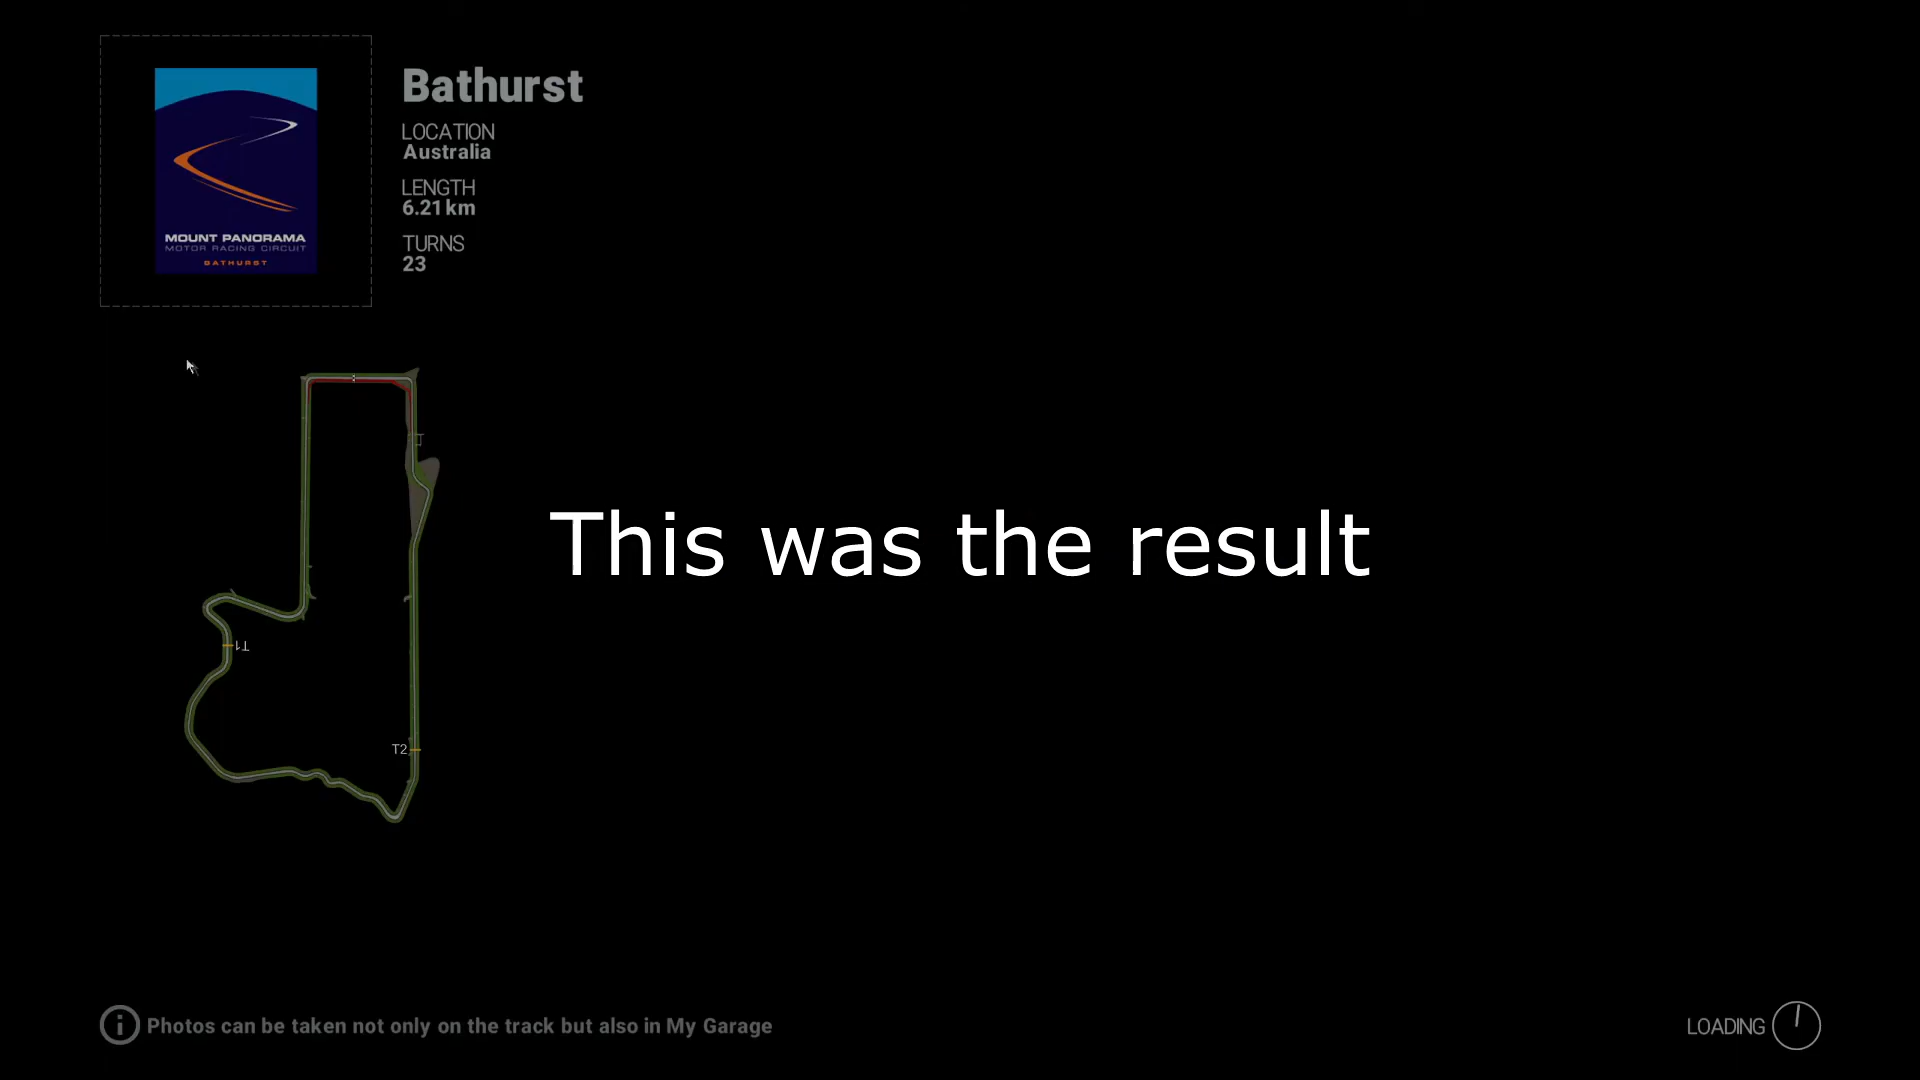 MOUNT PANORAMA
MOTOR RACING CIRCUIT
BATHURST
Bathurst
LOCATION
Australia
LENGTH
6.21 km
TURNS
23
This was the result
T1
T2
Photos can be taken not only on the track but also in My Garage
LOADING